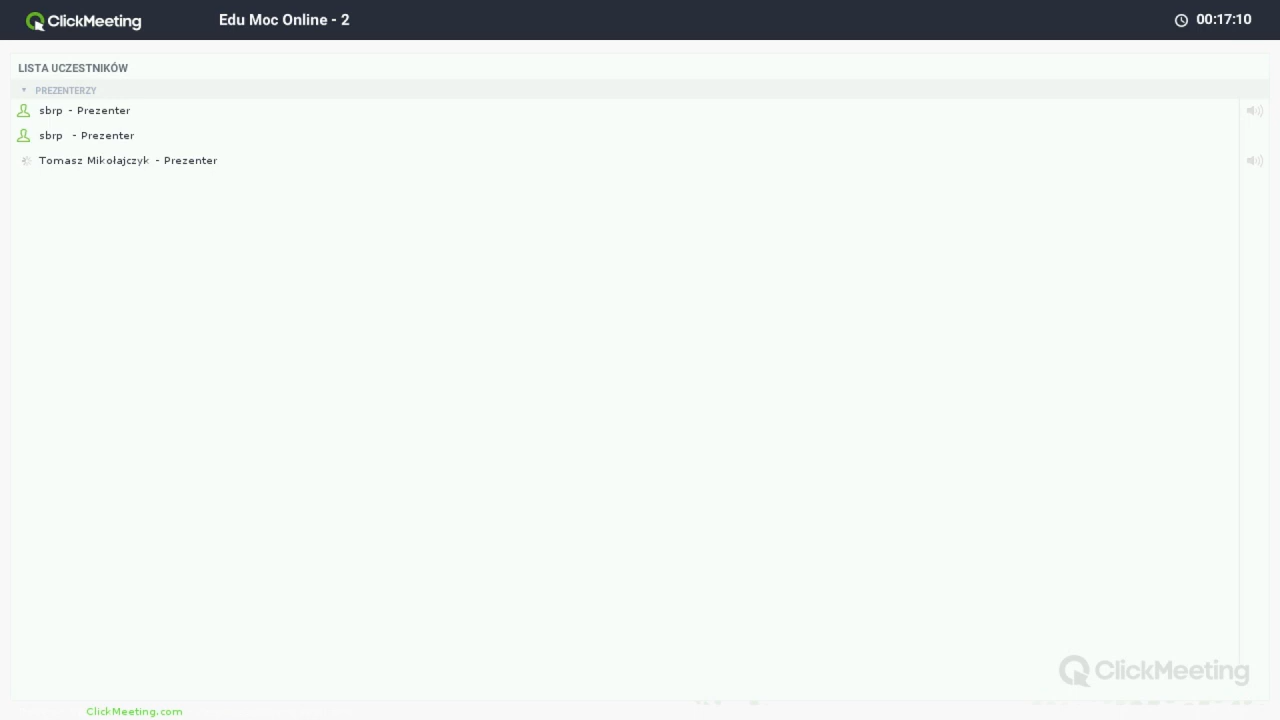 ClickMeeting
Edu Moc Online - 2
00:17:10
LISTA UCZESTNIKÓW
PREZENTERZY
sbrp - Prezenter
sbrp - Prezenter
Tomasz Mikołajczyk - Prezenter
ClickMeeting
ClickMeeting.com